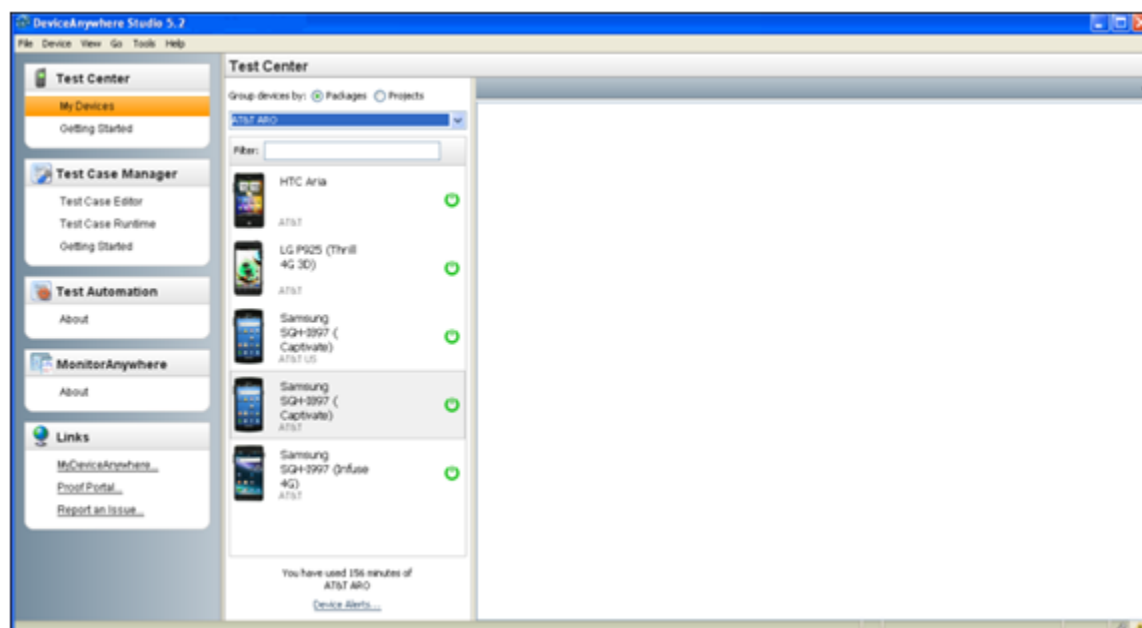 DeviceAnywhere Studio 5.2
File Device View Go Tools Help
Test Center
My Devices
Getting Started
Test Case Manager
Test Case Editor
Test Case Runtime
Getting Started
Test Automation
About
MonitorAnywhere
About
Links
MyDeviceAnywhere...
Proof Portal...
Report an Issue...
Test Center
Group devices by: Packages Projects
AT&T ARO
Filter:
HTC Aria
AT&T
LG P925 (Thrill
4G 3D)
AT&T
Samsung
SGH-I897 (
Captivate)
AT&T US
Samsung
SGH-I897 (
Captivate)
AT&T
Samsung
SGH-I997 (Infuse
4G)
AT&T
You have used 156 minutes of
AT&T ARO
Device Alerts...